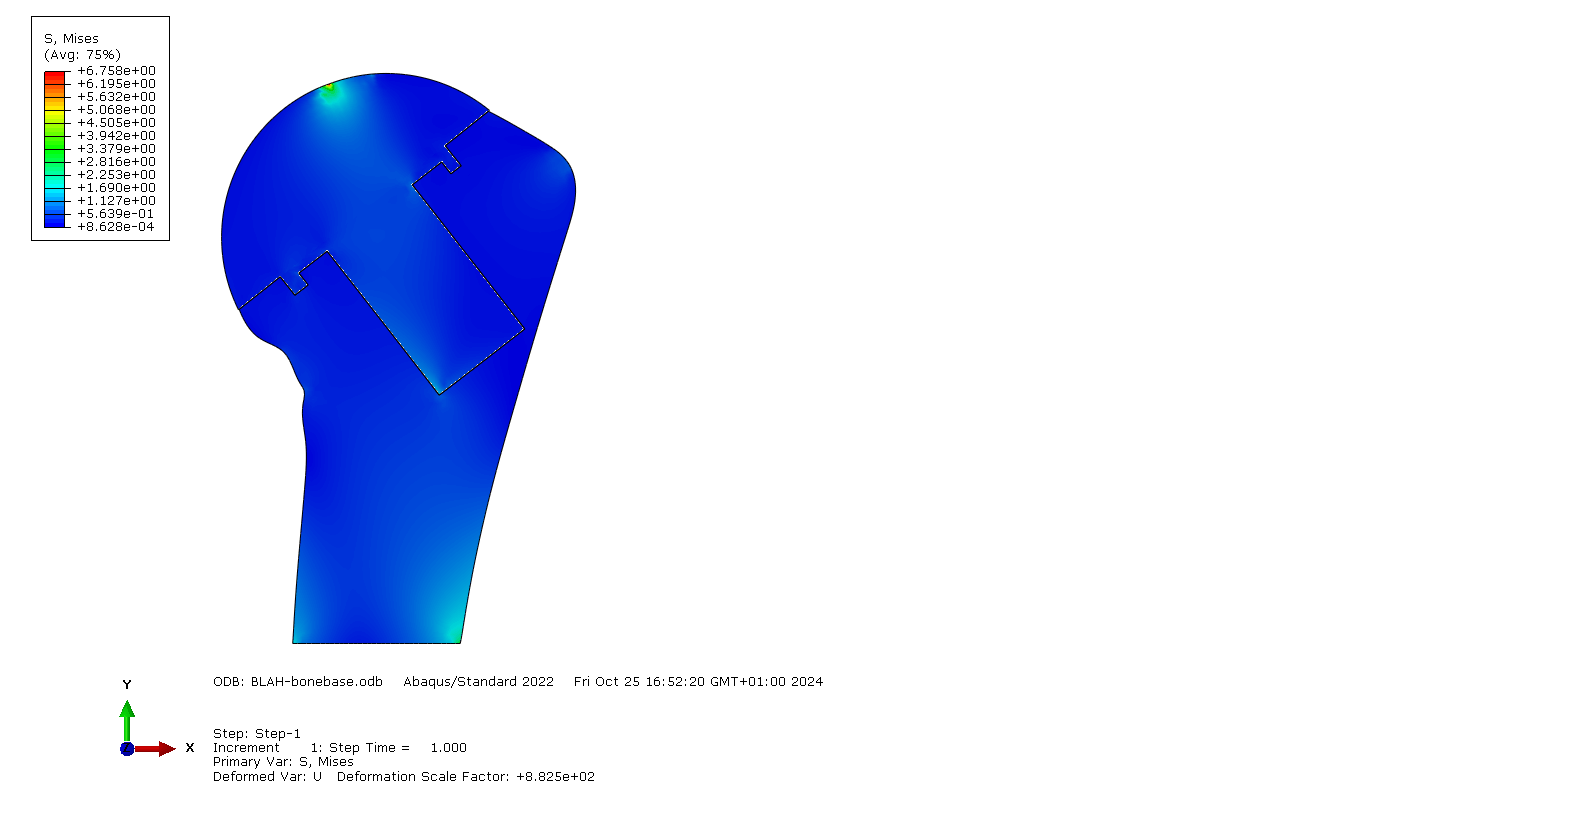 S, Mises
(Avg: 75%)
+6.758e+00
+6.195e+00
+5.632e+00
+5.068e+00
+4.505e+00
+3.942e+00
+3.379e+00
+2.816e+00
+2.253e+00
+1.690e+00
+1.127e+00
+5.639e-01
+8.628e-04
Y
X
ODB: BLAH-bonebase.odb Abaqus/Standard 2022 Fri Oct 25 16:52:20 GMT+01:00 2024
Step: Step-1
Increment 1: Step Time = 1.000
Primary Var: S, Mises
Deformed Var: U Deformation Scale Factor: +8.825e+02